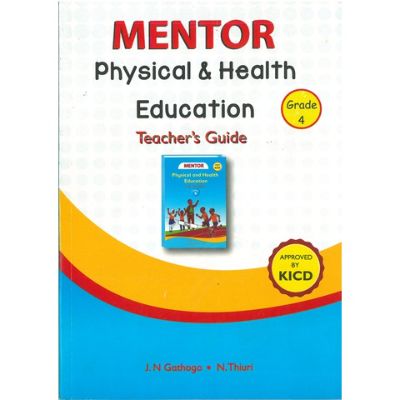 MENTOR
Physical & Health
Education
Grade
4
Teacher's Guide
MENTOR
Physical and Health
Education
APPROVED
BY
KICD
J.N Gathogo • N.Thiuri